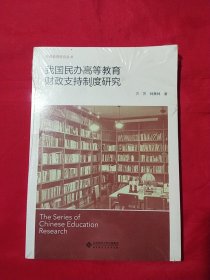 我国民办高等教育
财政支持制度研究
The Series of
Chinese Education
Research